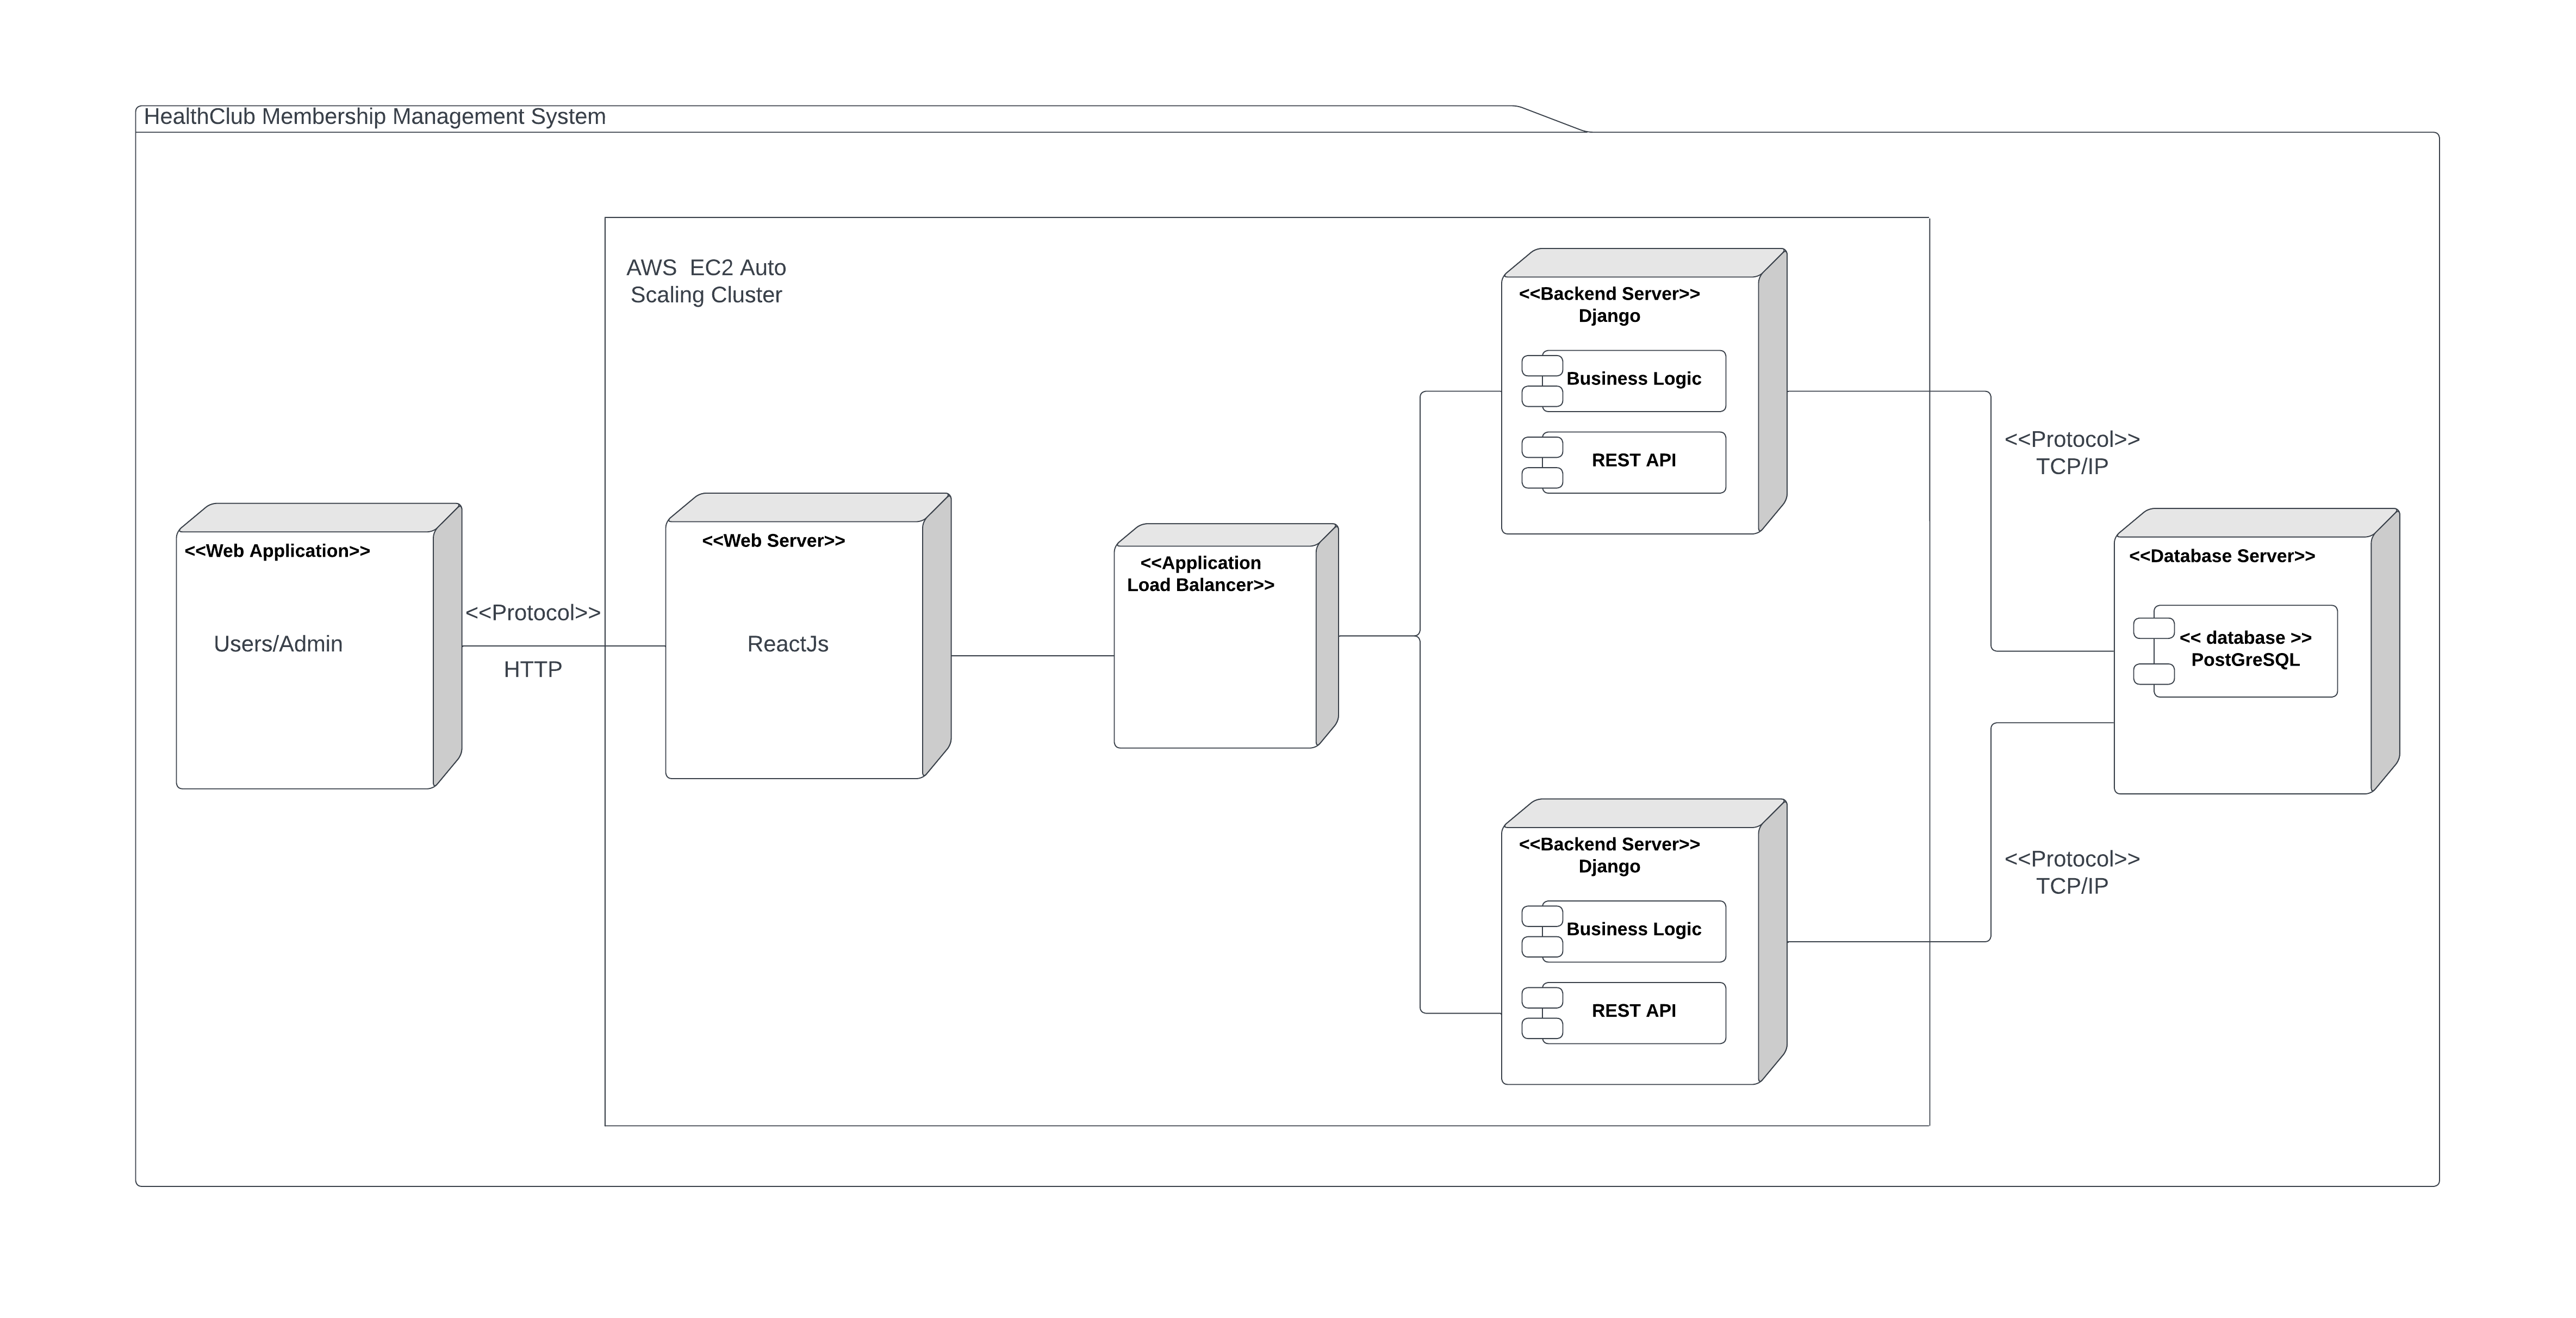 HealthClub Membership Management System
AWS  EC2 Auto
Scaling Cluster
<<Web Application>>
Users/Admin
<<Protocol>>
HTTP
<<Web Server>>
ReactJs
<<Application
Load Balancer>>
<<Backend Server>>
Django
Business Logic
REST API
<<Backend Server>>
Django
Business Logic
REST API
<<Protocol>>
TCP/IP
<<Protocol>>
TCP/IP
<<Database Server>>
<< database >>
PostGreSQL